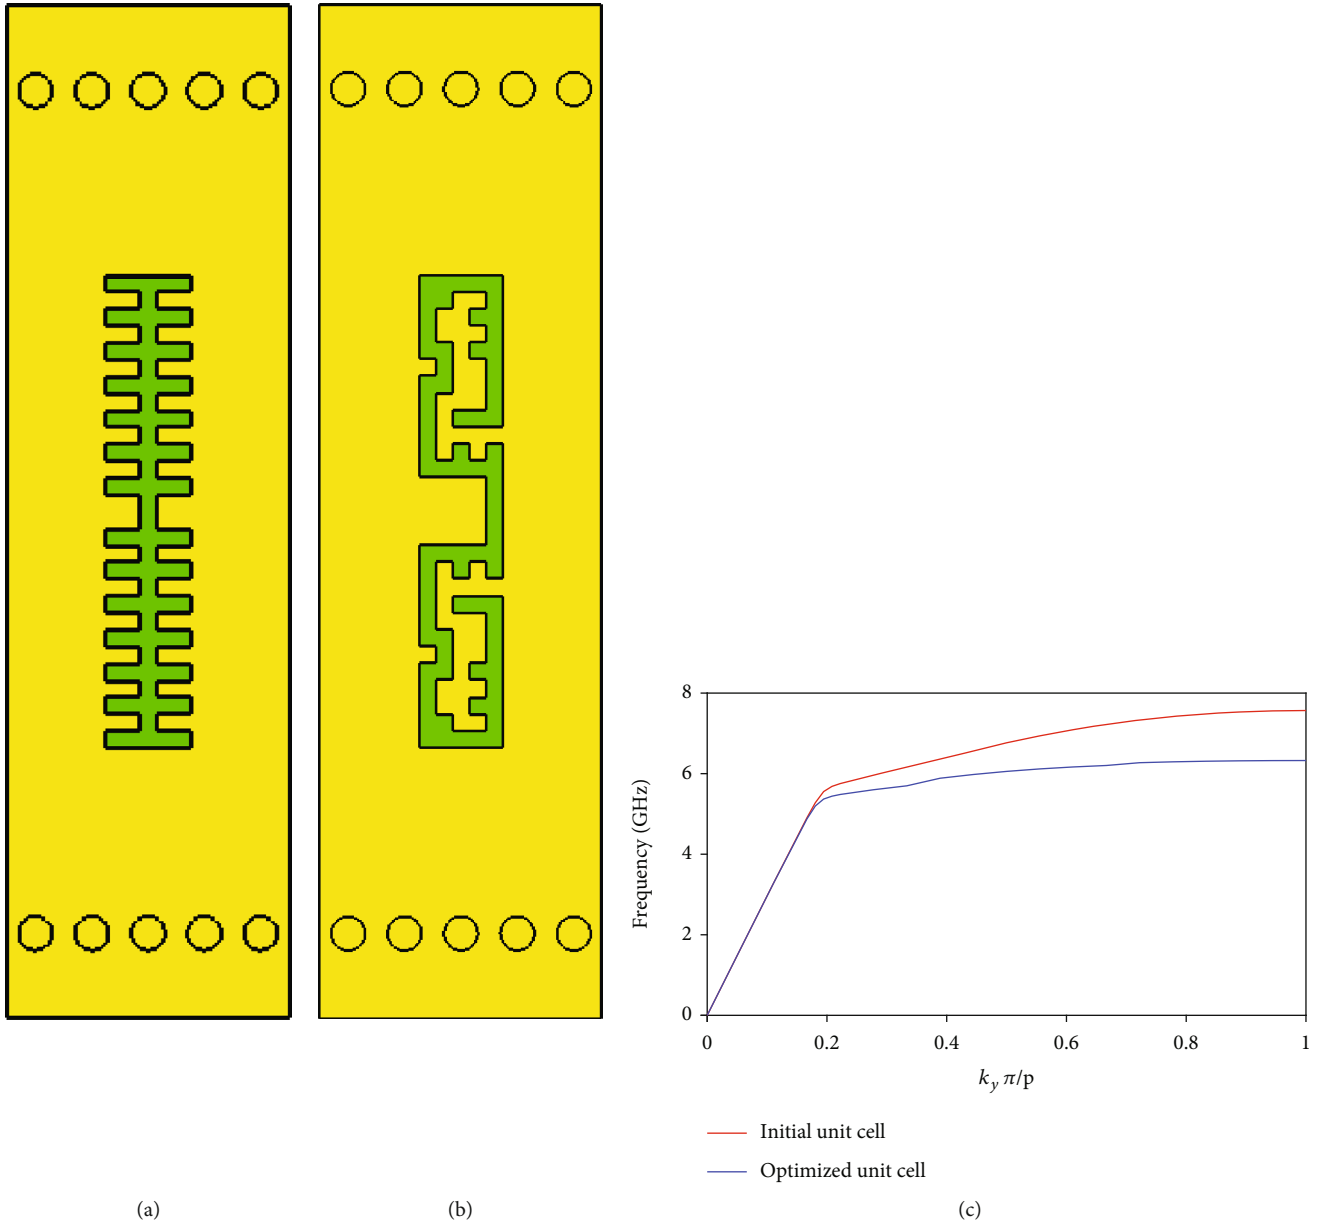 8
6
4
2
0
Frequency (GHz)
0 0.2 0.4 0.6 0.8 1
k_y π/p
Initial unit cell
Optimized unit cell
(a) (b) (c)